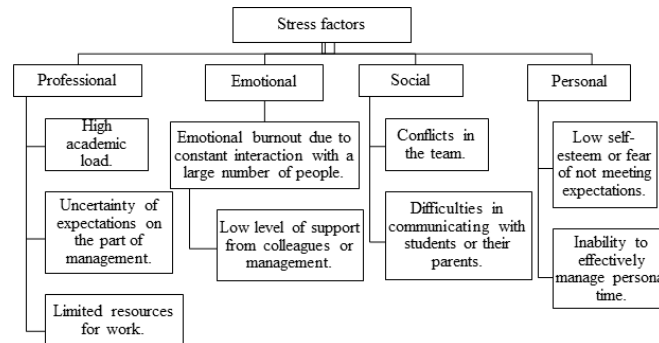 Stress factors
Professional
Emotional
Social
Personal
High
academic
load.
Uncertainty of
expectations on
the part of
management.
Limited resources
for work.
Emotional burnout due to
constant interaction with a
large number of people.
Low level of support
from colleagues or
management.
Conflicts in
the team.
Difficulties in
communicating with
students or their
parents.
Low self-
esteem or fear
of not meeting
expectations.
Inability to
effectively
manage persona
time.